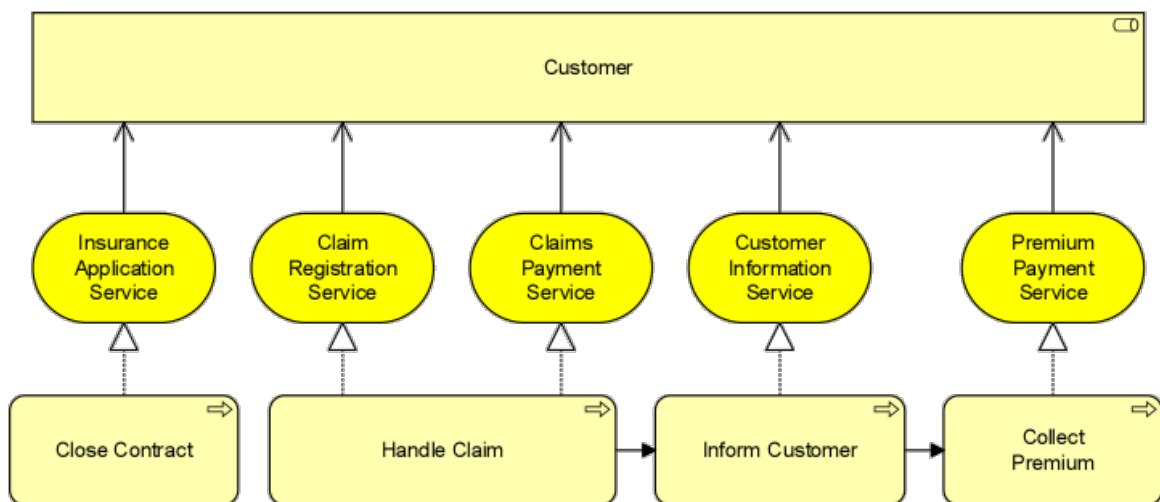 Customer
Insurance
Application
Service
Claim
Registration
Service
Claims
Payment
Service
Customer
Information
Service
Premium
Payment
Service
Close Contract
Handle Claim
Inform Customer
Collect
Premium